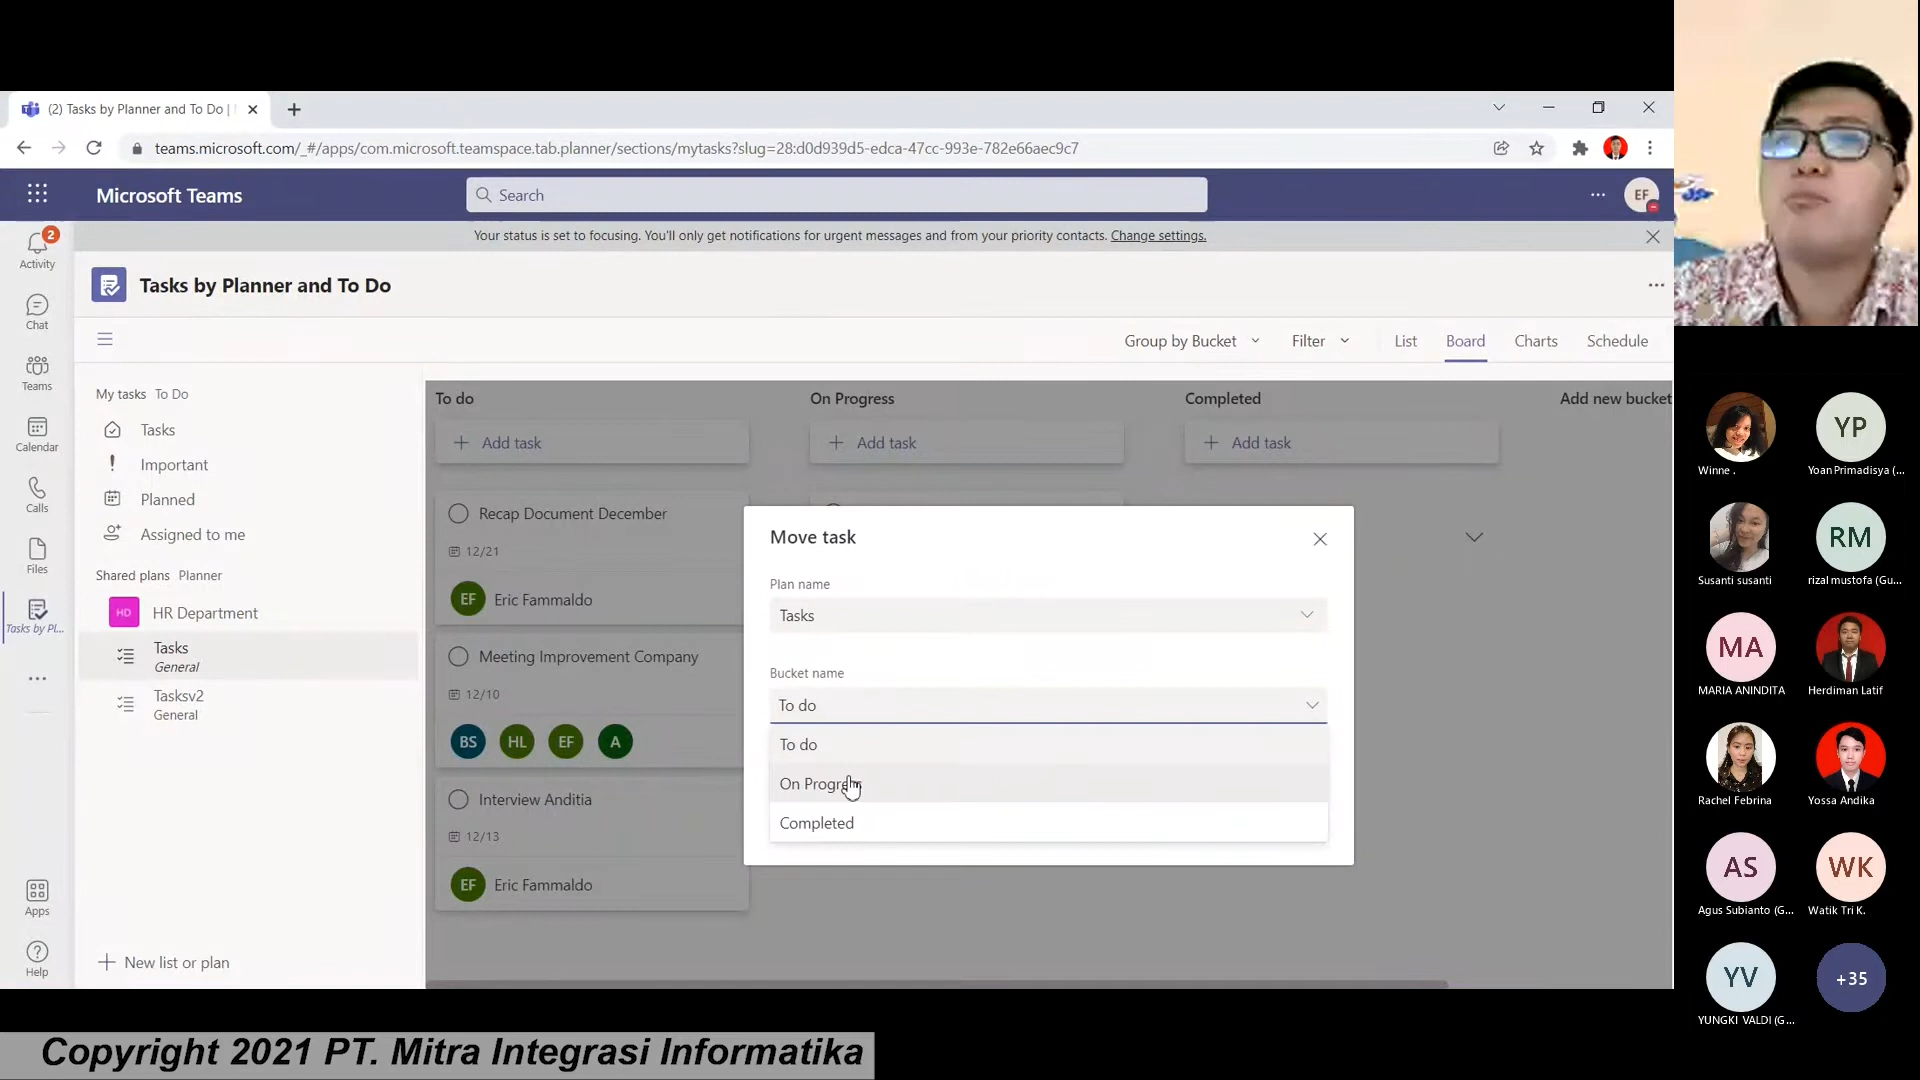 (2) Tasks by Planner and To Do |
teams.microsoft.com/_#/apps/com.microsoft.teamspace.tab.planner/sections/mytasks?slug=28:d0d939d5-edca-47cc-993e-782e66aec9c7
Microsoft Teams
Search
EF
Your status is set to focusing. You'll only get notifications for urgent messages and from your priority contacts. Change settings.
2
Activity
Chat
Teams
Calendar
Calls
Files
Tasks by Pl...
Apps
Help
Tasks by Planner and To Do
Group by Bucket
Filter
List
Board
Charts
Schedule
My tasks To Do
Tasks
Important
Planned
Assigned to me
Shared plans Planner
HD HR Department
Tasks
General
Tasksv2
General
New list or plan
To do
Add task
Recap Document December
12/21
EF Eric Fammaldo
Meeting Improvement Company
12/10
BS HL EF A
Interview Anditia
12/13
EF Eric Fammaldo
On Progress
Add task
Completed
Add task
Add new bucket
Move task
Plan name
Tasks
Bucket name
To do
To do
On Progress
Completed
Winne .
YP
Yoan Primadisya (...
Susanti susanti
RM
rizal mustofa (Gu...
MA
MARIA ANINDITA
Herdiman Latif
Rachel Febrina
Yossa Andika
AS
Agus Subianto (G...
WK
Watik Tri K.
YV
YUNGKI VALDI (G...
+35
Copyright 2021 PT. Mitra Integrasi Informatika